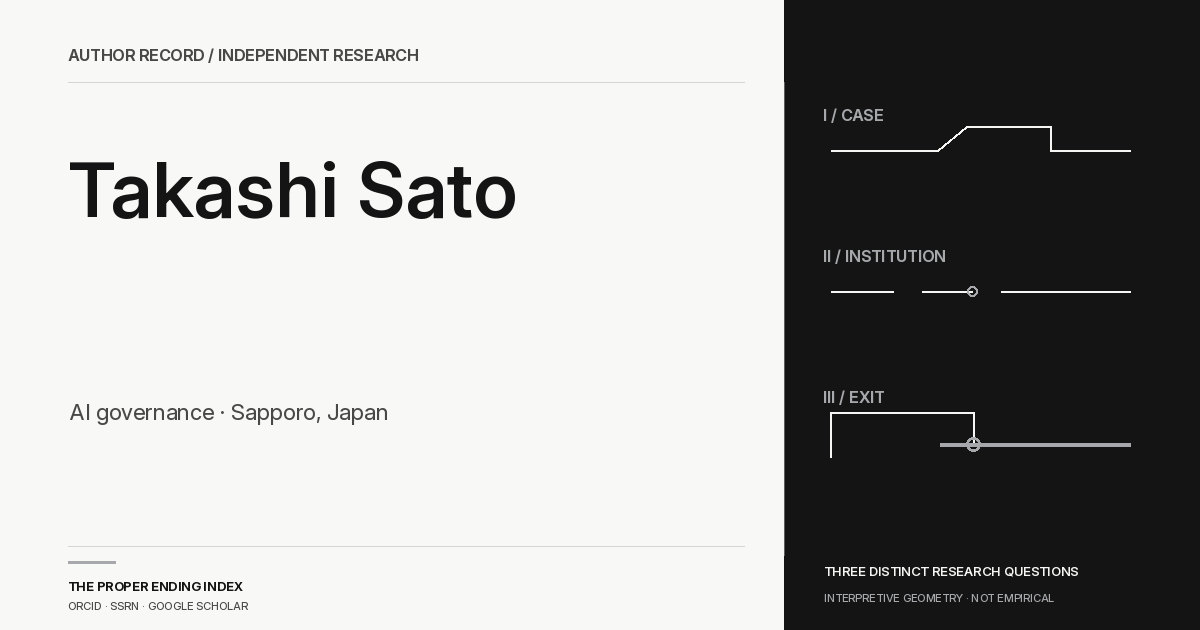 AUTHOR RECORD / INDEPENDENT RESEARCH
Takashi Sato
AI governance · Sapporo, Japan
THE PROPER ENDING INDEX
ORCID · SSRN · GOOGLE SCHOLAR
I / CASE
II / INSTITUTION
III / EXIT
THREE DISTINCT RESEARCH QUESTIONS
INTERPRETIVE GEOMETRY · NOT EMPIRICAL